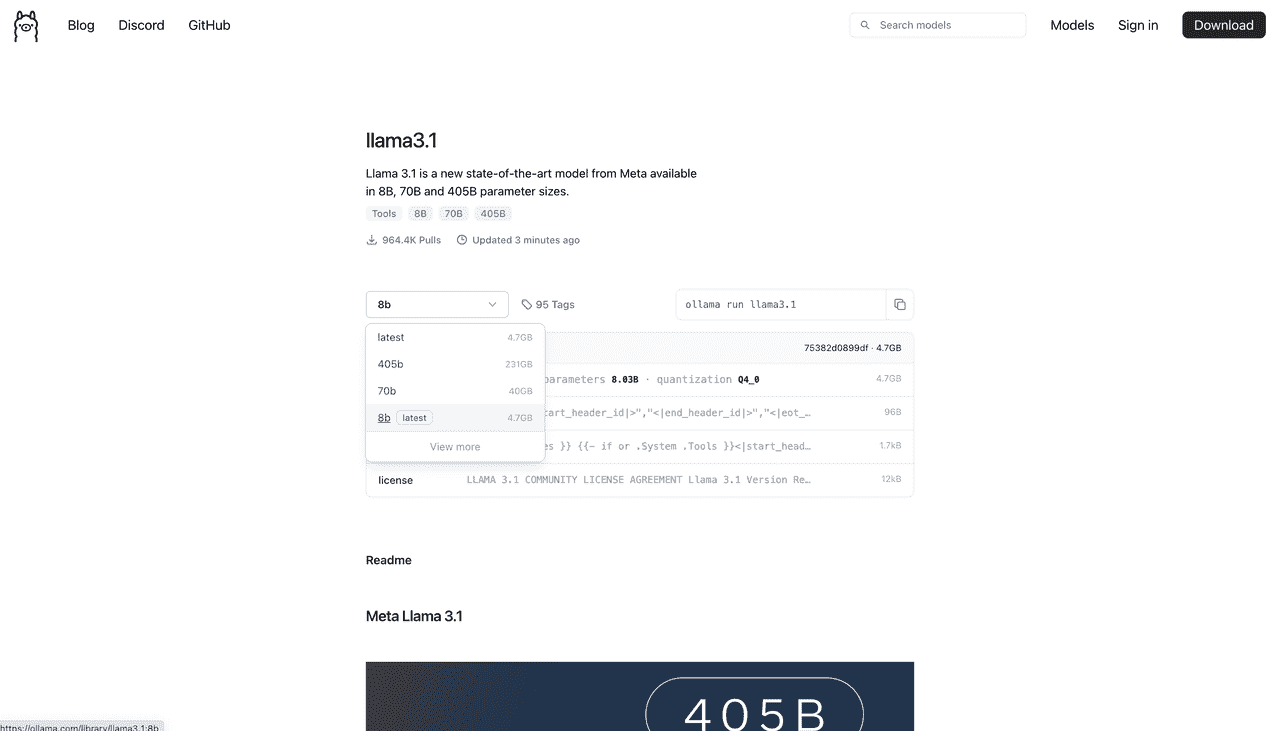 Blog Discord GitHub Search models Models Sign in Download
llama3.1
Llama 3.1 is a new state-of-the-art model from Meta available
in 8B, 70B and 405B parameter sizes.
Tools 8B 70B 405B
964.4K Pulls Updated 3 minutes ago
8b 95 Tags ollama run llama3.1
latest 4.7GB
405b 231GB
70b 40GB
8b latest 4.7GB
View more
75382d0899df · 4.7GB
parameters 8.03B · quantization Q4_0 4.7GB
tart_header_id|>","<|end_header_id|>","<|eot_… 96B
es }} {{- if or .System .Tools }}<|start_head… 1.7kB
license LLAMA 3.1 COMMUNITY LICENSE AGREEMENT Llama 3.1 Version Re… 12kB
Readme
Meta Llama 3.1
405B
https://ollama.com/library/llama3.1:8b